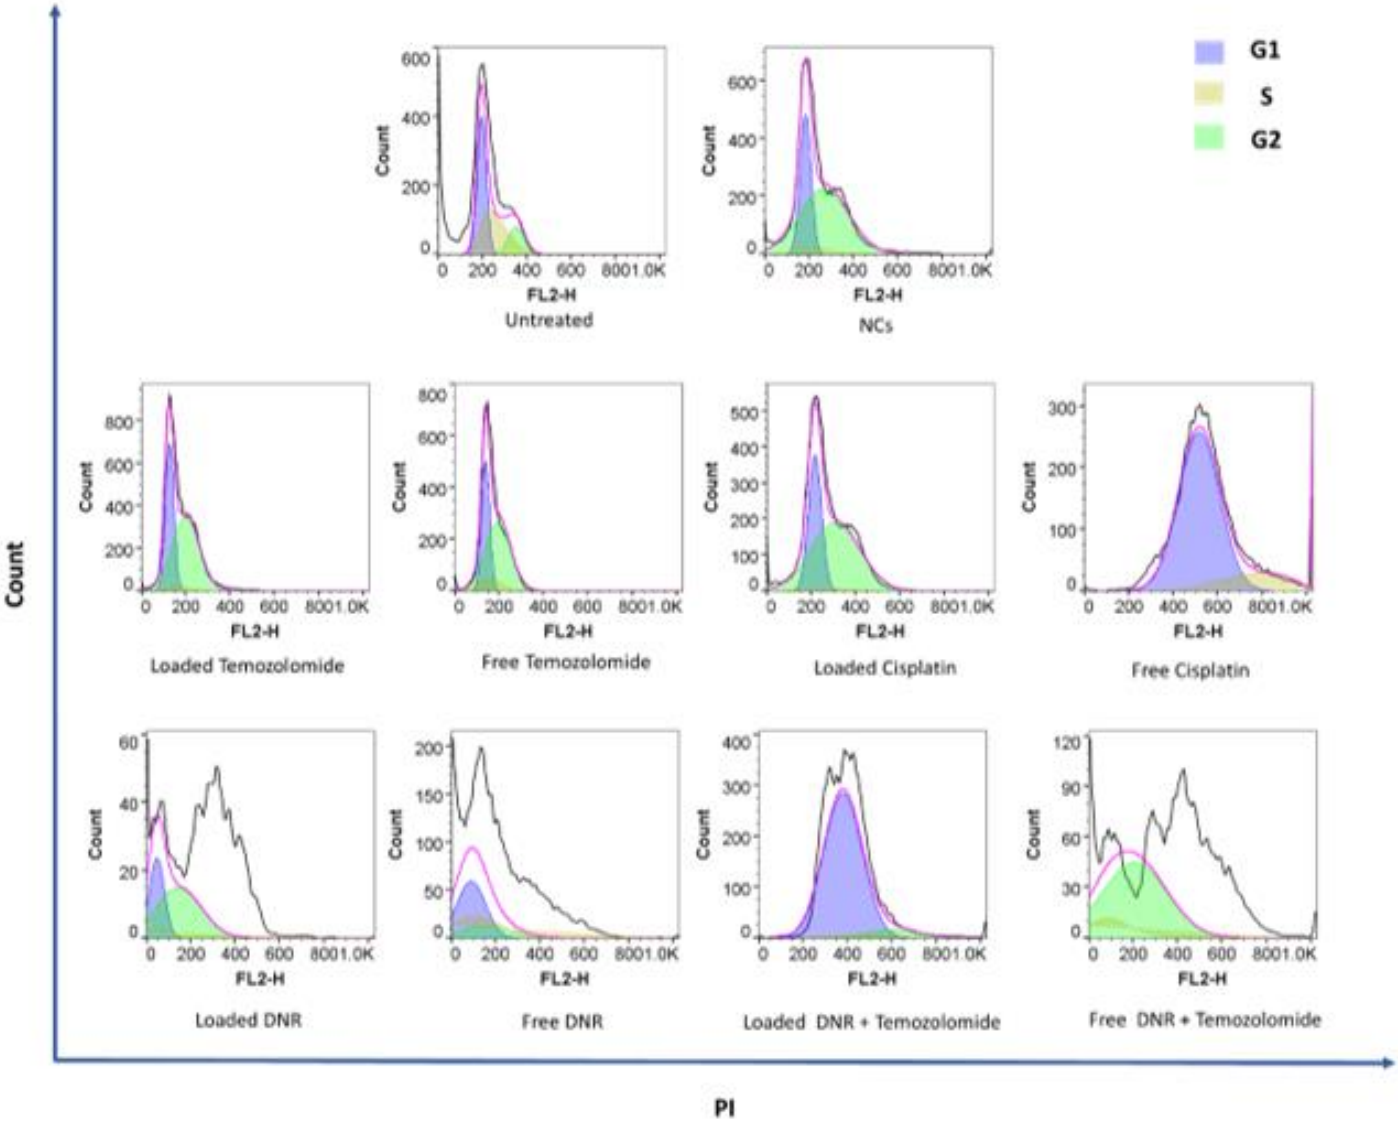 G1
S
G2
600
400
200
0
Count
0 200 400 600 8001.0K
FL2-H
Untreated
600
400
200
0
Count
0 200 400 600 8001.0K
FL2-H
NCs
800
600
400
200
0
Count
0 200 400 600 8001.0K
FL2-H
Loaded Temozolomide
800
600
400
200
0
Count
0 200 400 600 8001.0K
FL2-H
Free Temozolomide
500
400
300
200
100
0
Count
0 200 400 600 8001.0K
FL2-H
Loaded Cisplatin
300
200
100
0
Count
0 200 400 600 8001.0K
FL2-H
Free Cisplatin
60
40
20
0
Count
0 200 400 600 8001.0K
FL2-H
Loaded DNR
200
150
100
50
0
Count
0 200 400 600 8001.0K
FL2-H
Free DNR
400
300
200
100
0
Count
0 200 400 600 8001.0K
FL2-H
Loaded DNR + Temozolomide
120
90
60
30
0
Count
0 200 400 600 8001.0K
FL2-H
Free DNR + Temozolomide
Count
PI